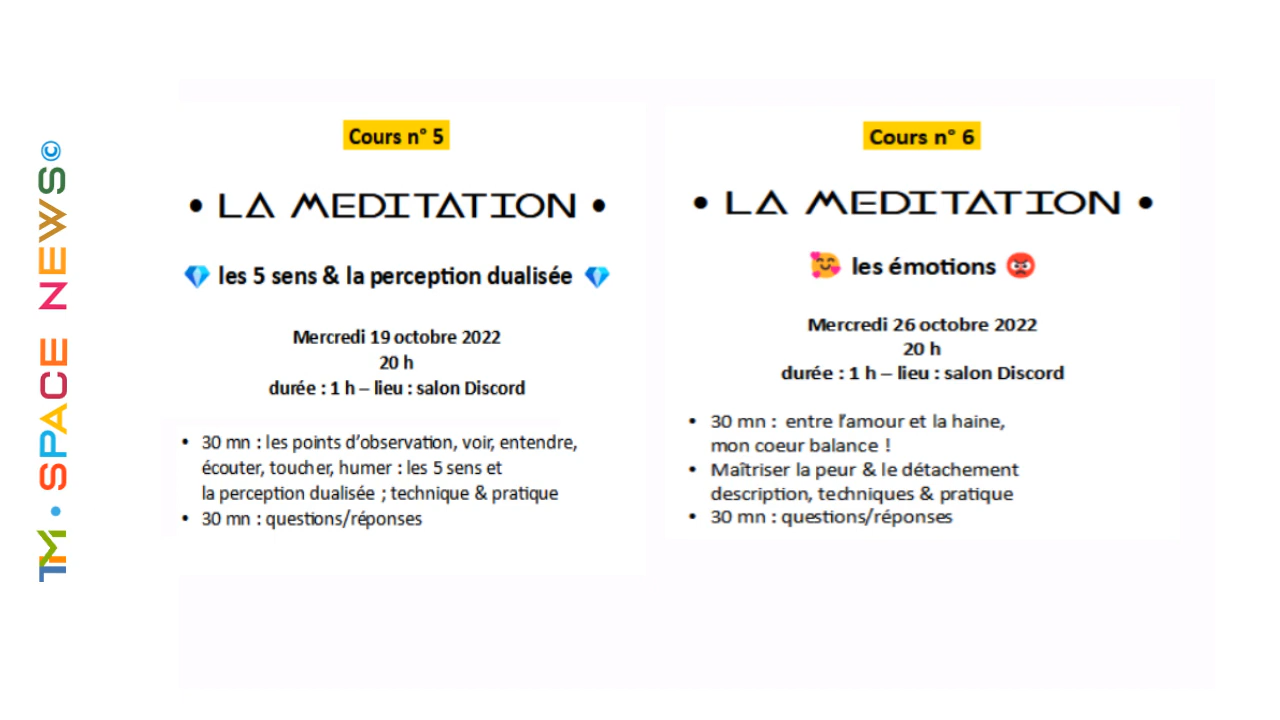 TM • SPACE NEWS©
Cours n° 5
• LA MEDITATION •
💎 les 5 sens & la perception dualisée 💎
Mercredi 19 octobre 2022
20 h
durée : 1 h – lieu : salon Discord
• 30 mn : les points d’observation, voir, entendre,
écouter, toucher, humer : les 5 sens et
la perception dualisée ; technique & pratique
• 30 mn : questions/réponses
Cours n° 6
• LA MEDITATION •
🥰 les émotions 😡
Mercredi 26 octobre 2022
20 h
durée : 1 h – lieu : salon Discord
• 30 mn : entre l’amour et la haine,
mon coeur balance !
• Maîtriser la peur & le détachement
description, techniques & pratique
• 30 mn : questions/réponses